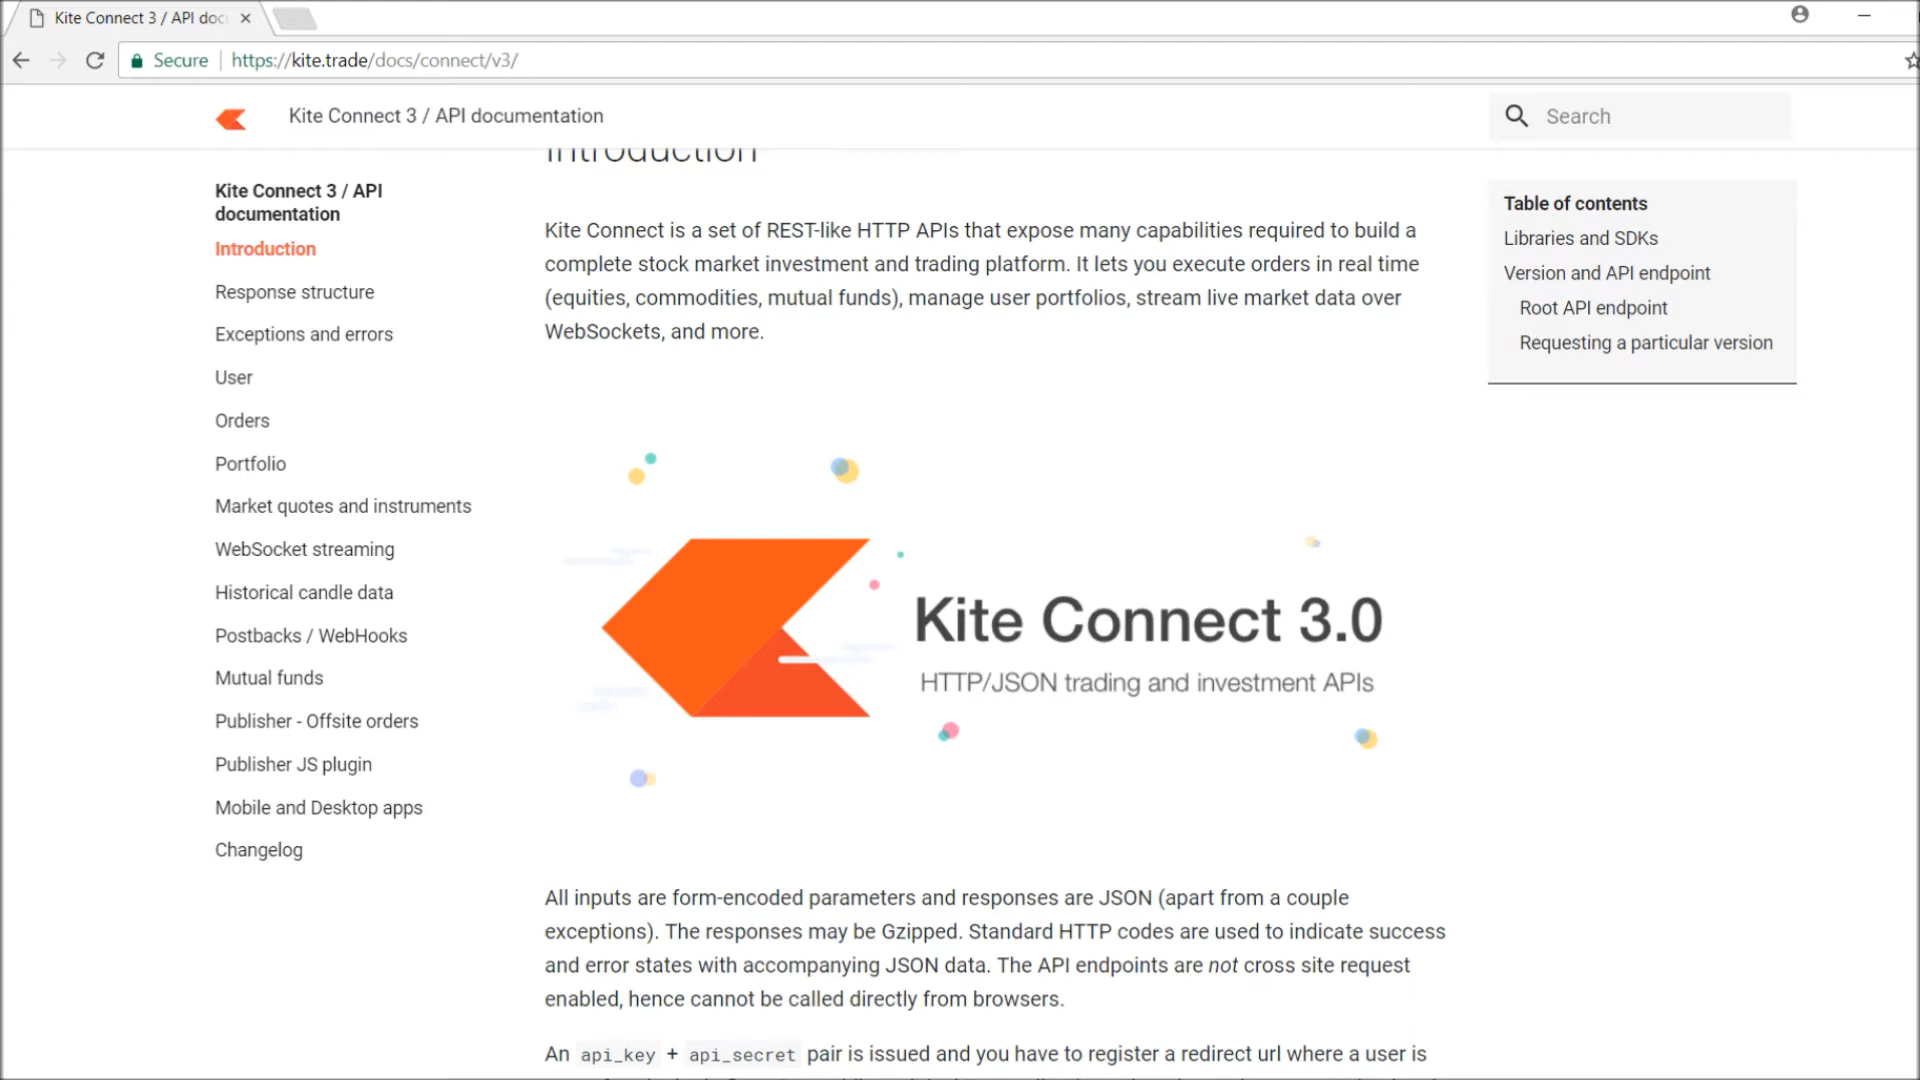 Kite Connect 3 / API doc
Secure
https://kite.trade/docs/connect/v3/
Kite Connect 3 / API documentation
Search
Introduction
Kite Connect 3 / API
documentation
Introduction
Response structure
Exceptions and errors
User
Orders
Portfolio
Market quotes and instruments
WebSocket streaming
Historical candle data
Postbacks / WebHooks
Mutual funds
Publisher - Offsite orders
Publisher JS plugin
Mobile and Desktop apps
Changelog
Kite Connect is a set of REST-like HTTP APIs that expose many capabilities required to build a
complete stock market investment and trading platform. It lets you execute orders in real time
(equities, commodities, mutual funds), manage user portfolios, stream live market data over
WebSockets, and more.
Kite Connect 3.0
HTTP/JSON trading and investment APIs
All inputs are form-encoded parameters and responses are JSON (apart from a couple
exceptions). The responses may be Gzipped. Standard HTTP codes are used to indicate success
and error states with accompanying JSON data. The API endpoints are not cross site request
enabled, hence cannot be called directly from browsers.
An api_key + api_secret pair is issued and you have to register a redirect url where a user is
Table of contents
Libraries and SDKs
Version and API endpoint
Root API endpoint
Requesting a particular version